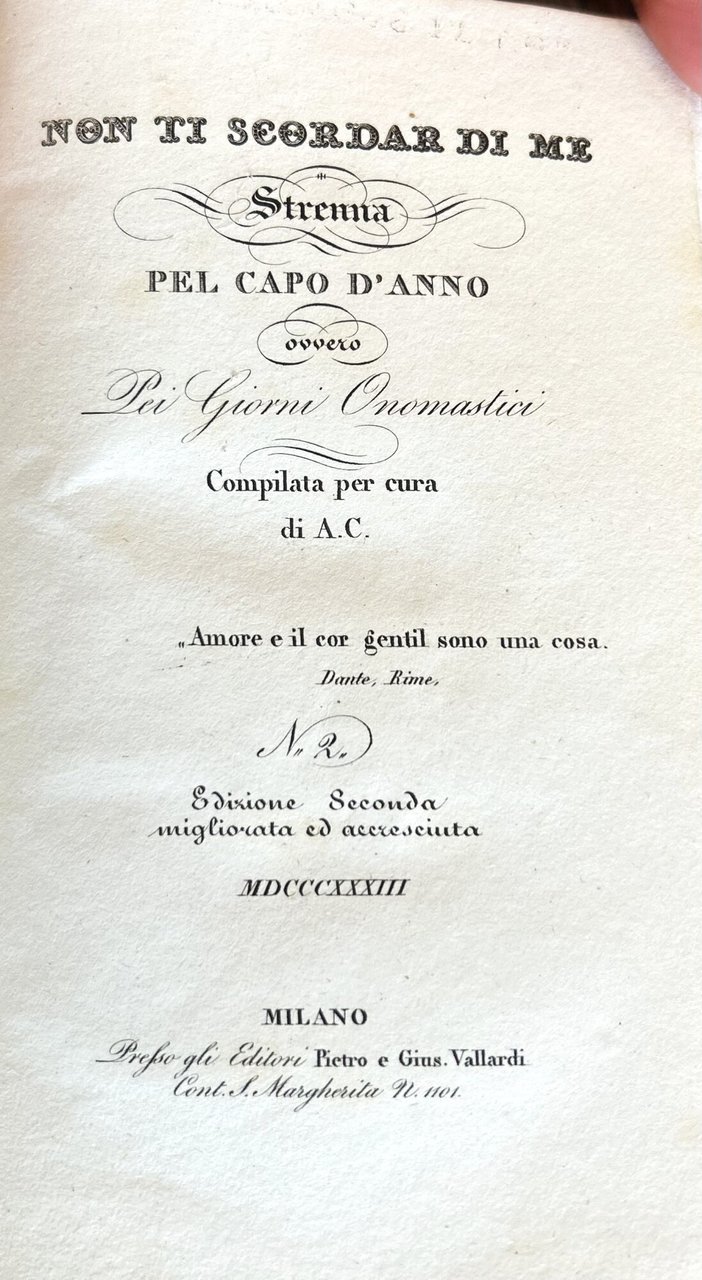 NON TI SCORDAR DI ME
Strenna
PEL CAPO D'ANNO
ovvero
Pei Giorni Onomastici
Compilata per cura
di A.C.
„Amore e il cor gentil sono una cosa.
Dante, Rime,
N„ 2„
Edizione Seconda
migliorata ed accresciuta
MDCCCXXXIII
MILANO
Presso gli Editori Pietro e Gius. Vallardi
Cont. S. Margherita N. 1101.